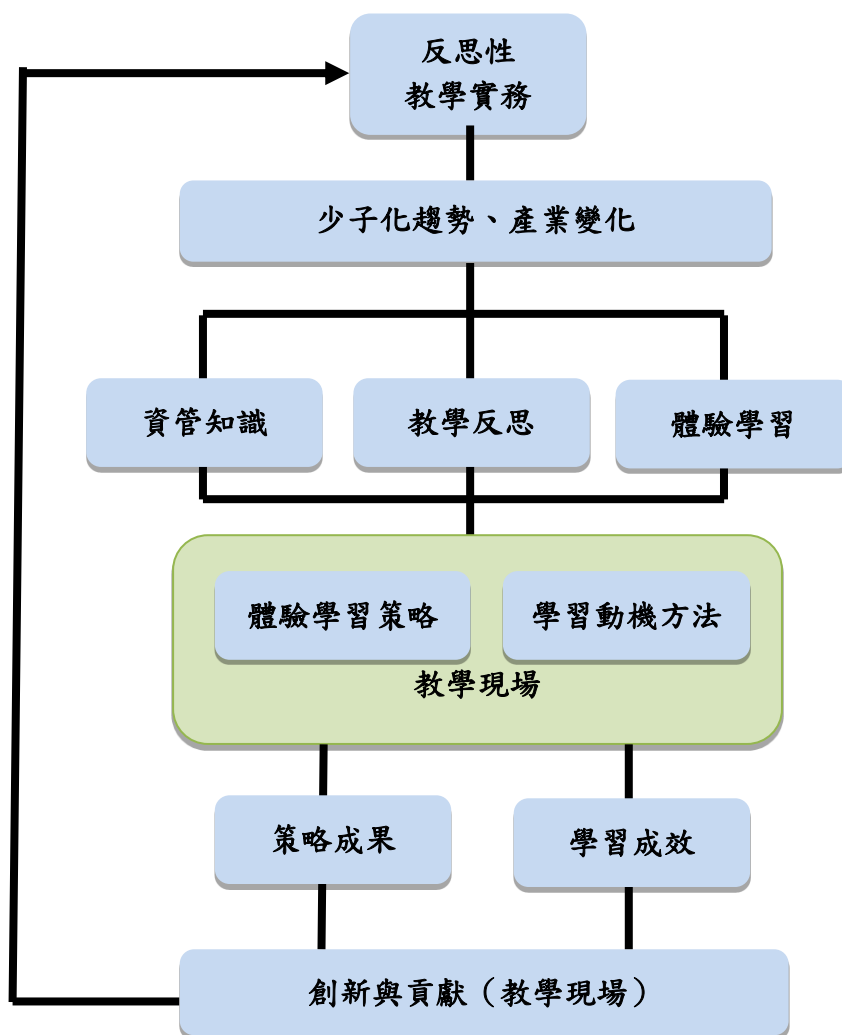 反思性
教學實務
少子化趨勢、產業變化
資管知識
教學反思
體驗學習
體驗學習策略
學習動機方法
教學現場
策略成果
學習成效
創新與貢獻（教學現場）